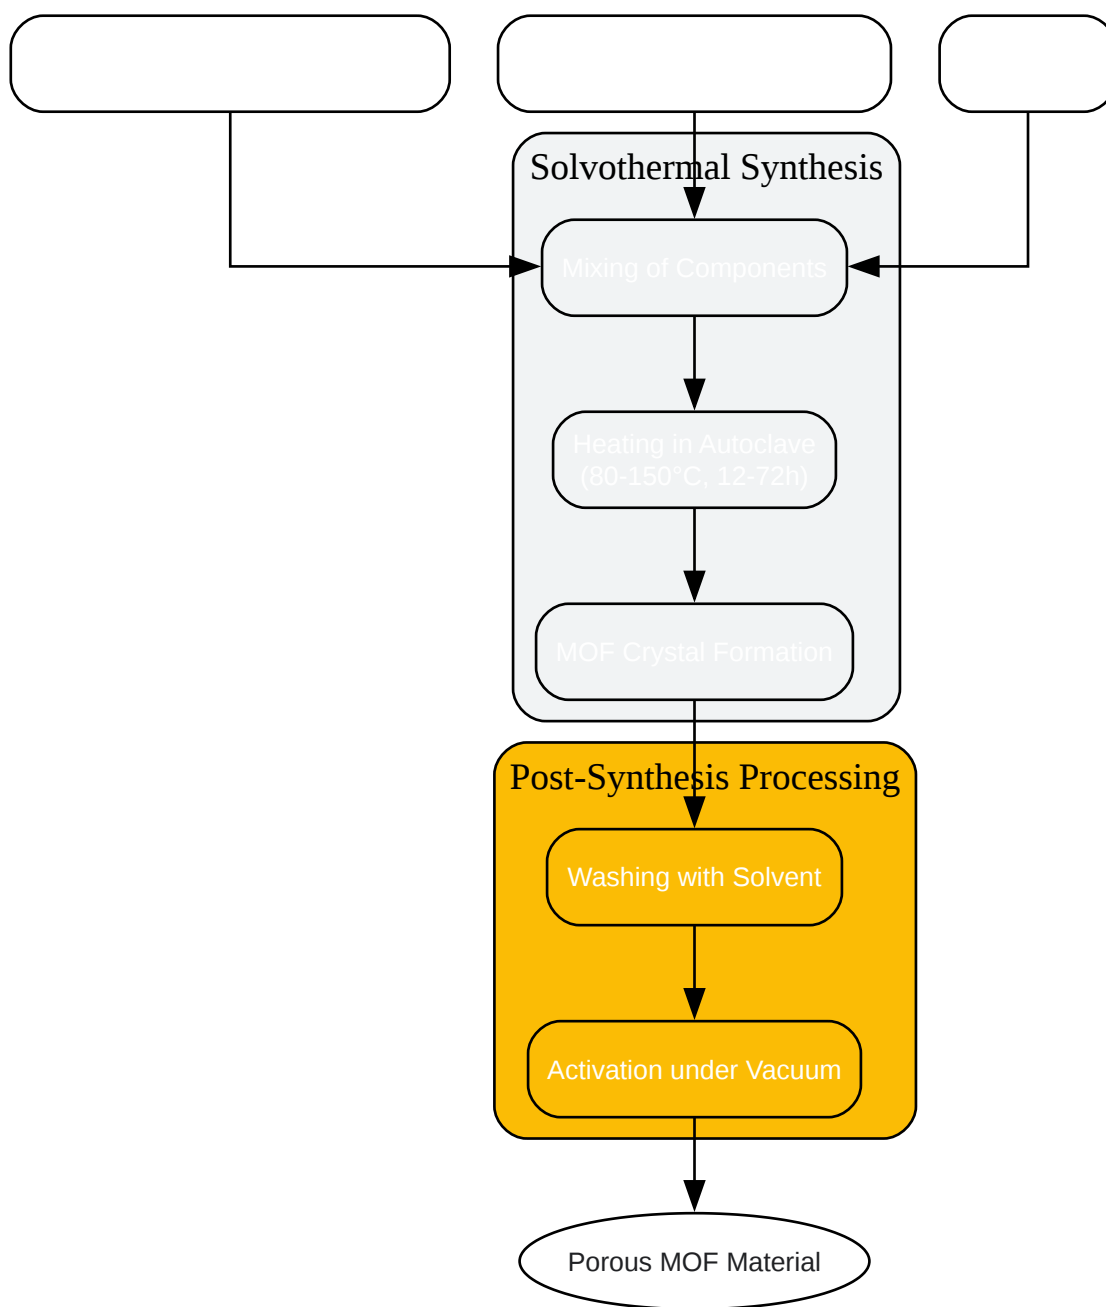 Solvothermal Synthesis
Mixing of Components
Heating in Autoclave
(80-150°C, 12-72h)
MOF Crystal Formation
Post-Synthesis Processing
Washing with Solvent
Activation under Vacuum
Porous MOF Material